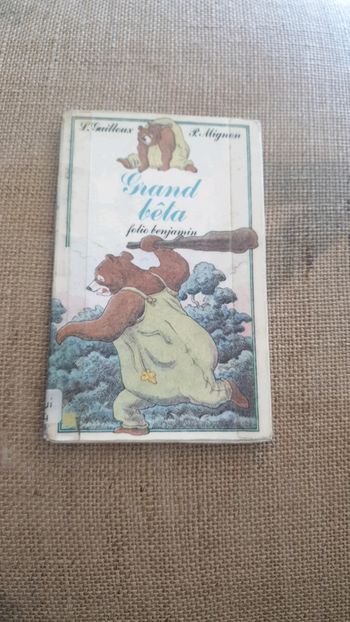 L. Guilloux P. Mignon
Grand
bêta
folio benjamin